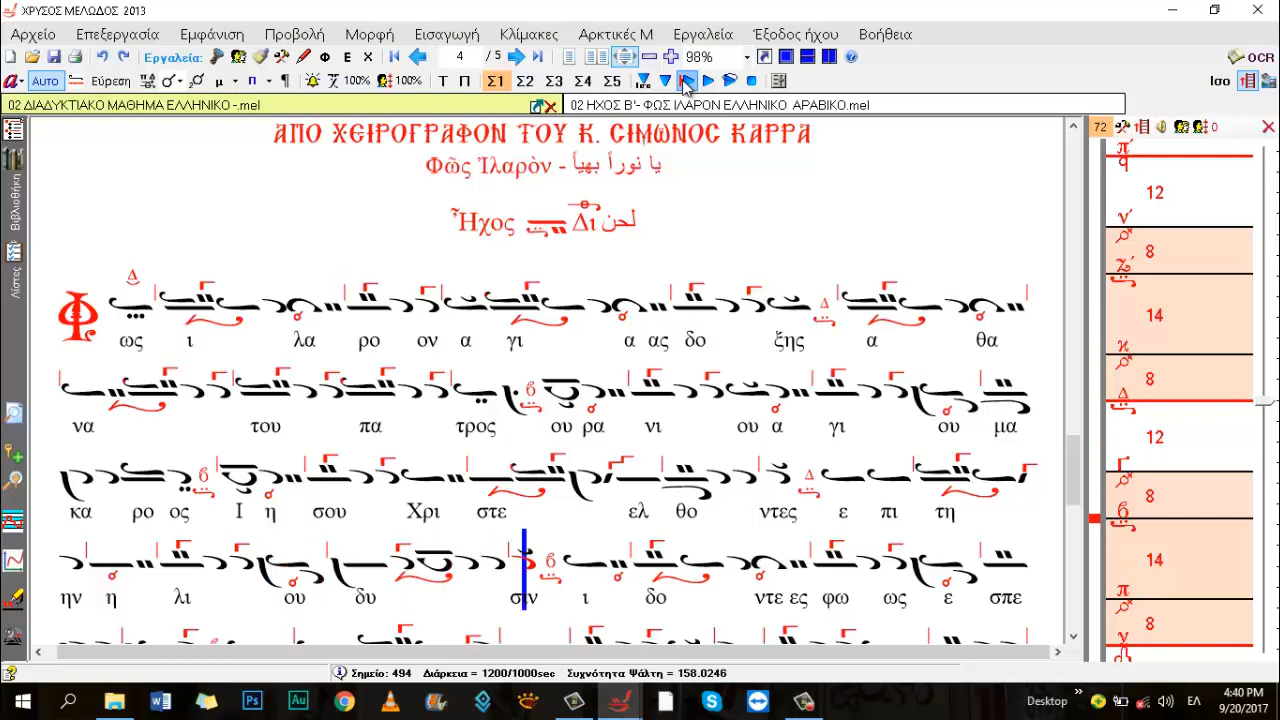 ΧΡΥΣΟΣ ΜΕΛΩΔΟΣ 2013
Αρχείο Επεξεργασία Εμφάνιση Προβολή Μορφή Εισαγωγή Κλίμακες Αρκτικές Μ Εργαλεία Έξοδος ήχου Βοήθεια
Εργαλεία: Φ Ε Χ 4 / 5 98% OCR
Αυτο Εύρεση μ π ¶ 100% 100% Τ Π Σ1 Σ2 Σ3 Σ4 Σ5 Ισο
02 ΔΙΑΔΥΚΤΙΑΚΟ ΜΑΘΗΜΑ ΕΛΛΗΝΙΚΟ -.mel 02 ΗΧΟΣ Β'- ΦΩΣ ΙΛΑΡΟΝ ΕΛΛΗΝΙΚΟ ΑΡΑΒΙΚΟ.mel
ΑΠΟ ΧΕΙΡΟΓΡΑΦΟΝ ΤΟΥ Κ. CΙΜΩΝΟC ΚΑΡΡΑ
Φῶς Ἱλαρὸν - يا نوراً بهياً
Ἦχος Δι لحن
Φ
ως ι λα ρο ον α γι α ας δο ξης α θα
να του πα τρος ου ρα νι ου α γι ου μα
κα ρο ος Ι η σου Χρι στε ελ θο ντες ε πι τη
ην η λι ου δυ σιν ι δο ντε ες φω ως ε σπε
Βιβλιοθήκη
Λίστες
72 0
π΄
12
ν΄
8
ζ΄
14
κ
8
Δ
12
Γ
8
β
14
π
8
ν
Σημείο: 494 Διάρκεια = 1200/1000sec Συχνότητα Ψάλτη = 158.0246
Desktop ΕΛ 4:40 PM
9/20/2017